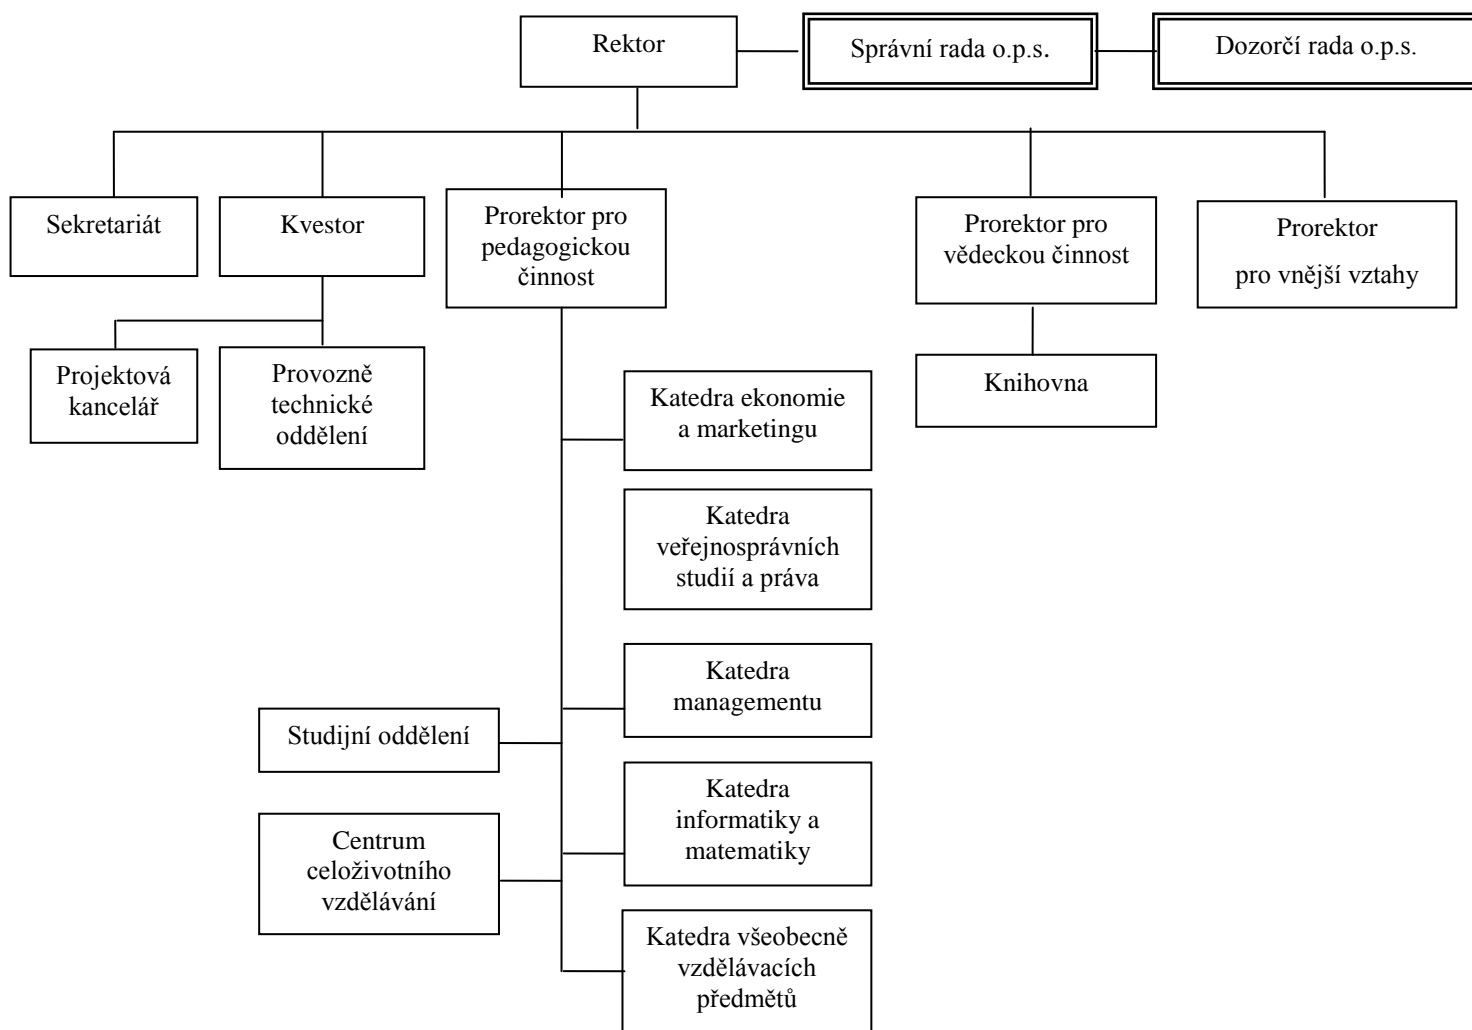 Rektor
Správní rada o.p.s.
Dozorčí rada o.p.s.
Sekretariát
Kvestor
Prorektor pro
pedagogickou
činnost
Prorektor pro
vědeckou činnost
Prorektor
pro vnější vztahy
Projektová
kancelář
Provozně
technické
oddělení
Knihovna
Katedra ekonomie
a marketingu
Katedra
veřejnosprávních
studií a práva
Katedra
managementu
Studijní oddělení
Katedra
informatiky a
matematiky
Centrum
celoživotního
vzdělávání
Katedra všeobecně
vzdělávacích
předmětů